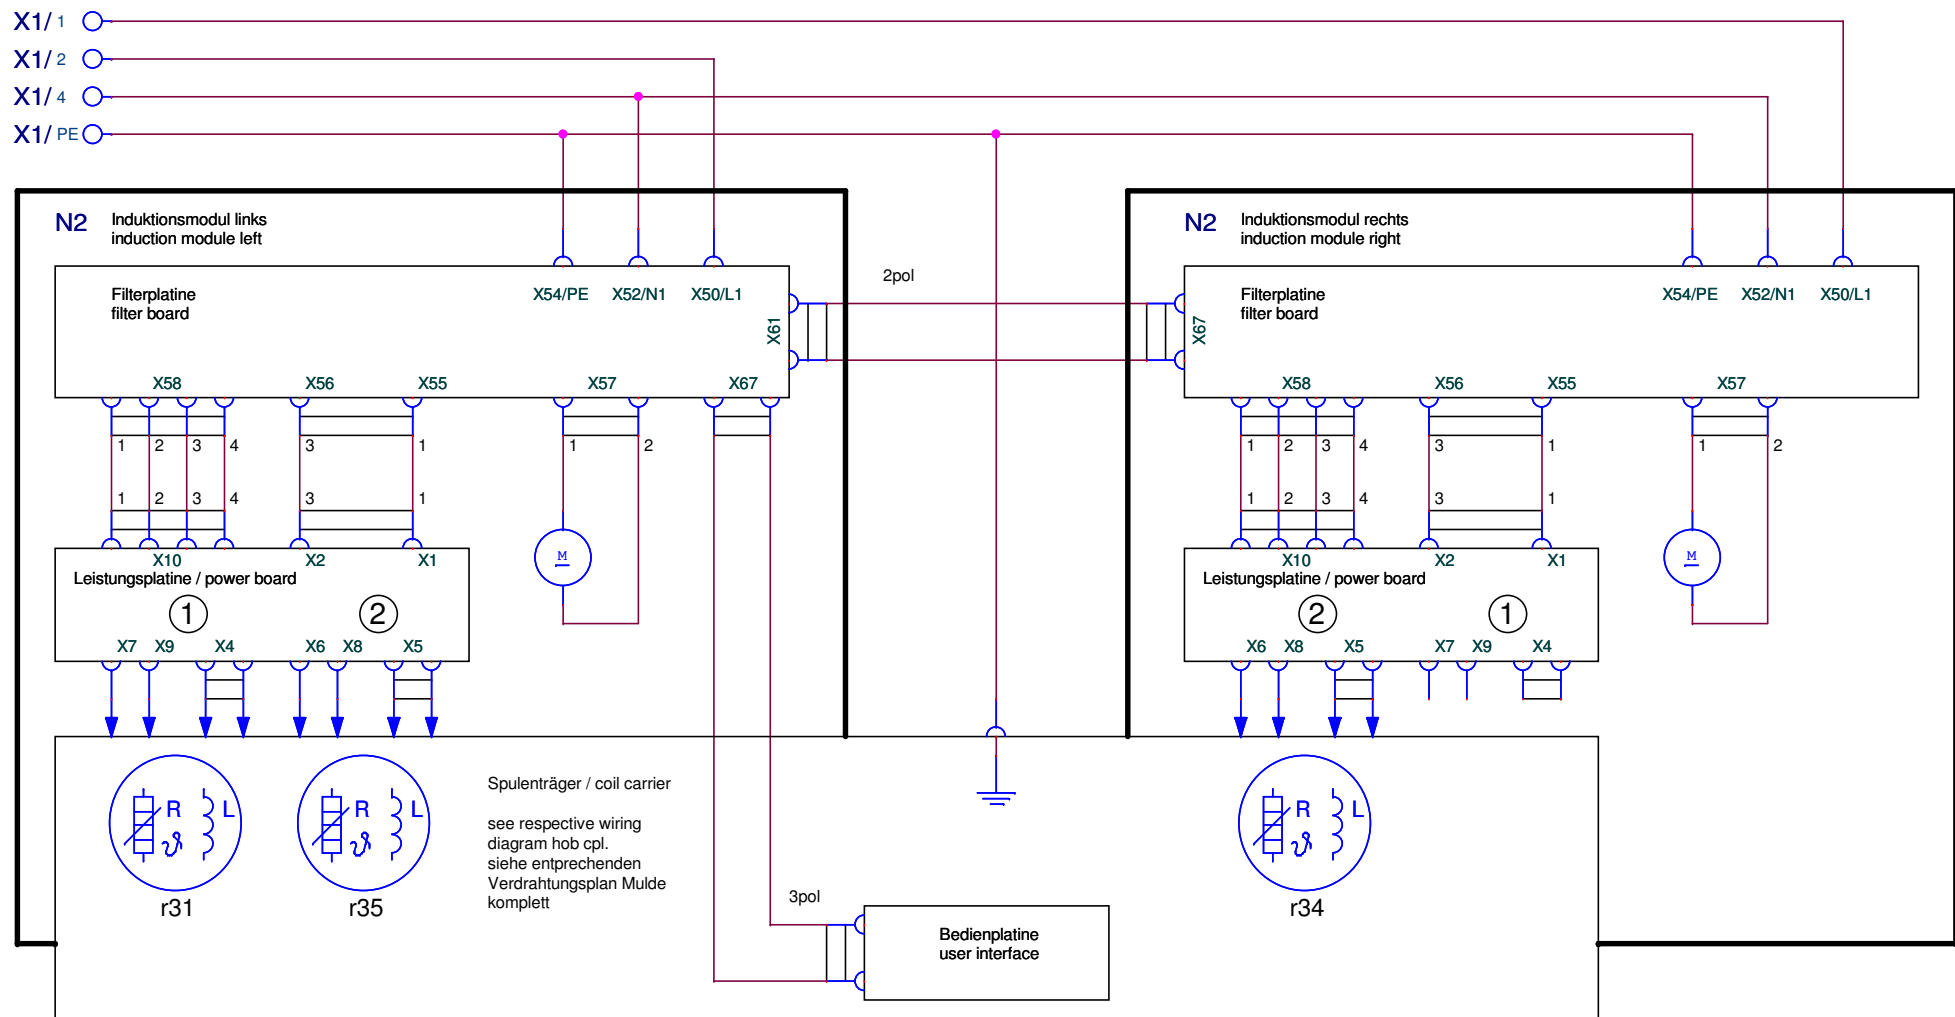 X1/ 1
X1/ 2
X1/ 4
X1/ PE
N2 Induktionsmodul links
induction module left
Filterplatine
filter board
X54/PE X52/N1 X50/L1
X61
X58 X56 X55 X57 X67
1 2 3 4 3 1 1 2
1 2 3 4 3 1
M
X10 X2 X1
Leistungsplatine / power board
1 2
X7 X9 X4 X6 X8 X5
R L
ϑ
r31
R L
ϑ
r35
Spulenträger / coil carrier
see respective wiring
diagram hob cpl.
siehe entprechenden
Verdrahtungsplan Mulde
komplett
2pol
3pol
Bedienplatine
user interface
N2 Induktionsmodul rechts
induction module right
Filterplatine
filter board
X54/PE X52/N1 X50/L1
X67
X58 X56 X55 X57
1 2 3 4 3 1 1 2
1 2 3 4 3 1
M
X10 X2 X1
Leistungsplatine / power board
2 1
X6 X8 X5 X7 X9 X4
R L
ϑ
r34